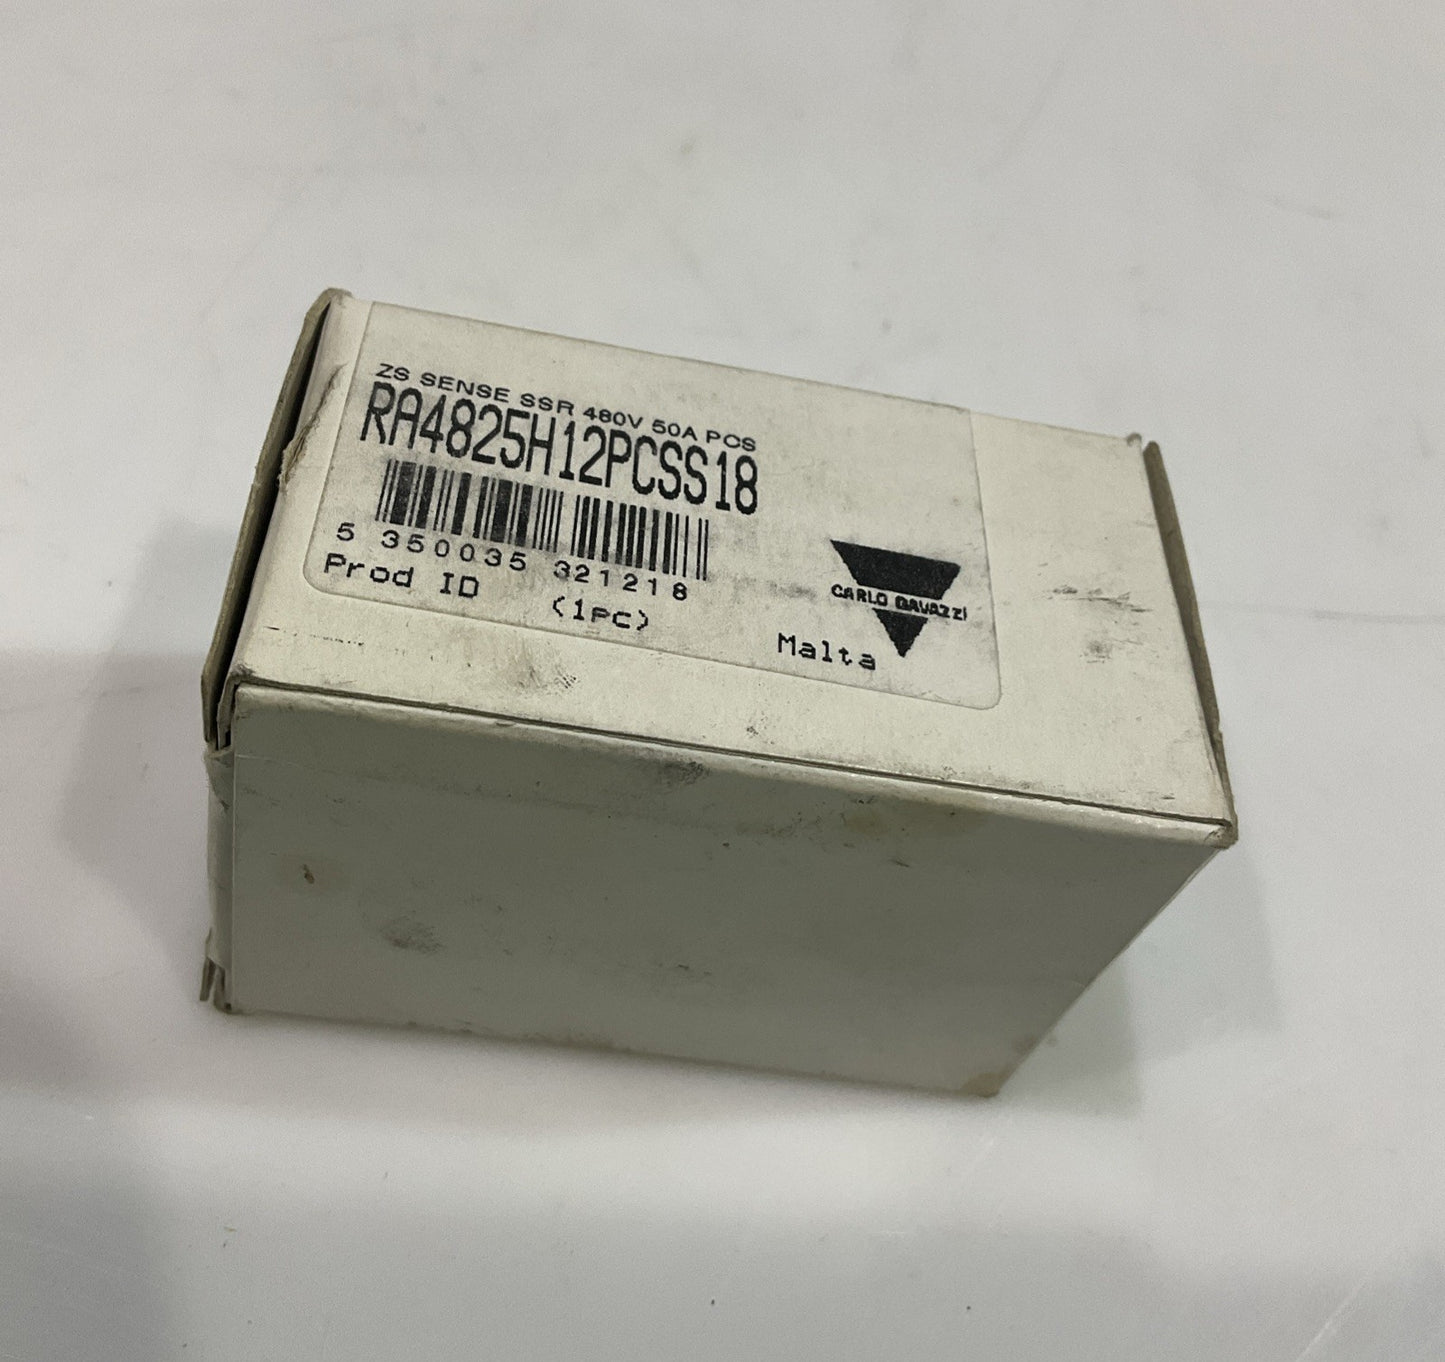 ZS SENSE SSR 480V 50A PCS
RA4825H12PCSS18
5 350035 321218
Prod ID (1pc)
CARLO GAVAZZI
Malta